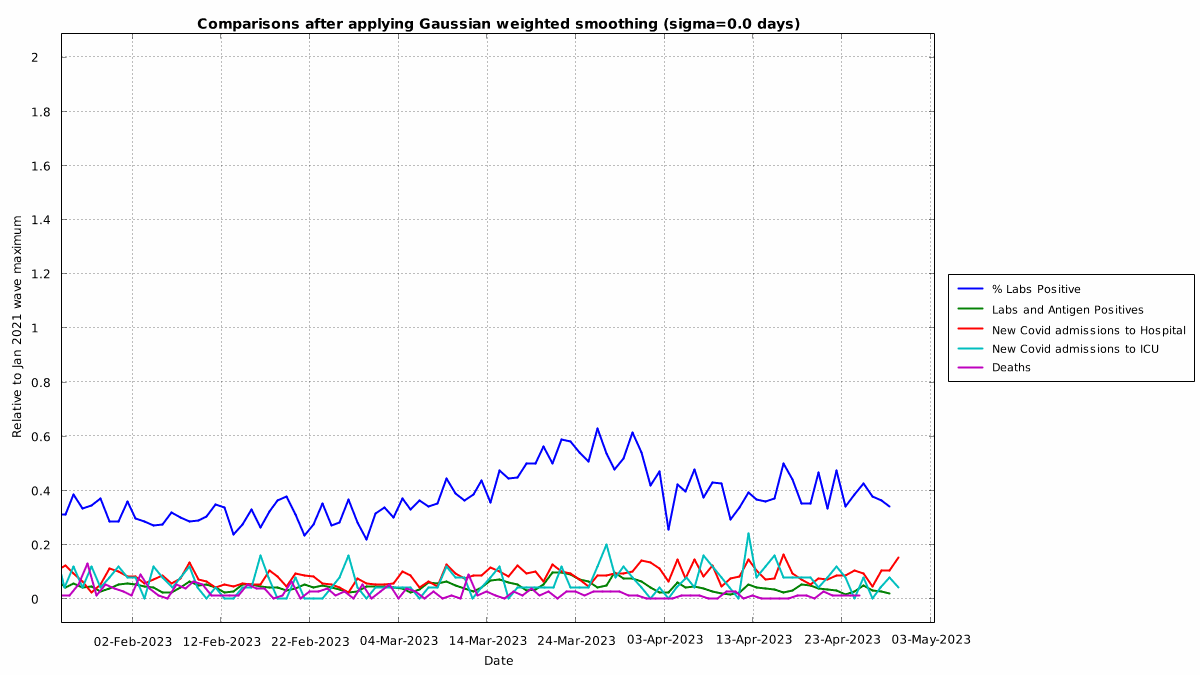 Comparisons after applying Gaussian weighted smoothing (sigma=0.0 days)
Relative to Jan 2021 wave maximum
2
1.8
1.6
1.4
1.2
1
0.8
0.6
0.4
0.2
0
02-Feb-2023 12-Feb-2023 22-Feb-2023 04-Mar-2023 14-Mar-2023 24-Mar-2023 03-Apr-2023 13-Apr-2023 23-Apr-2023 03-May-2023
Date
% Labs Positive
Labs and Antigen Positives
New Covid admissions to Hospital
New Covid admissions to ICU
Deaths